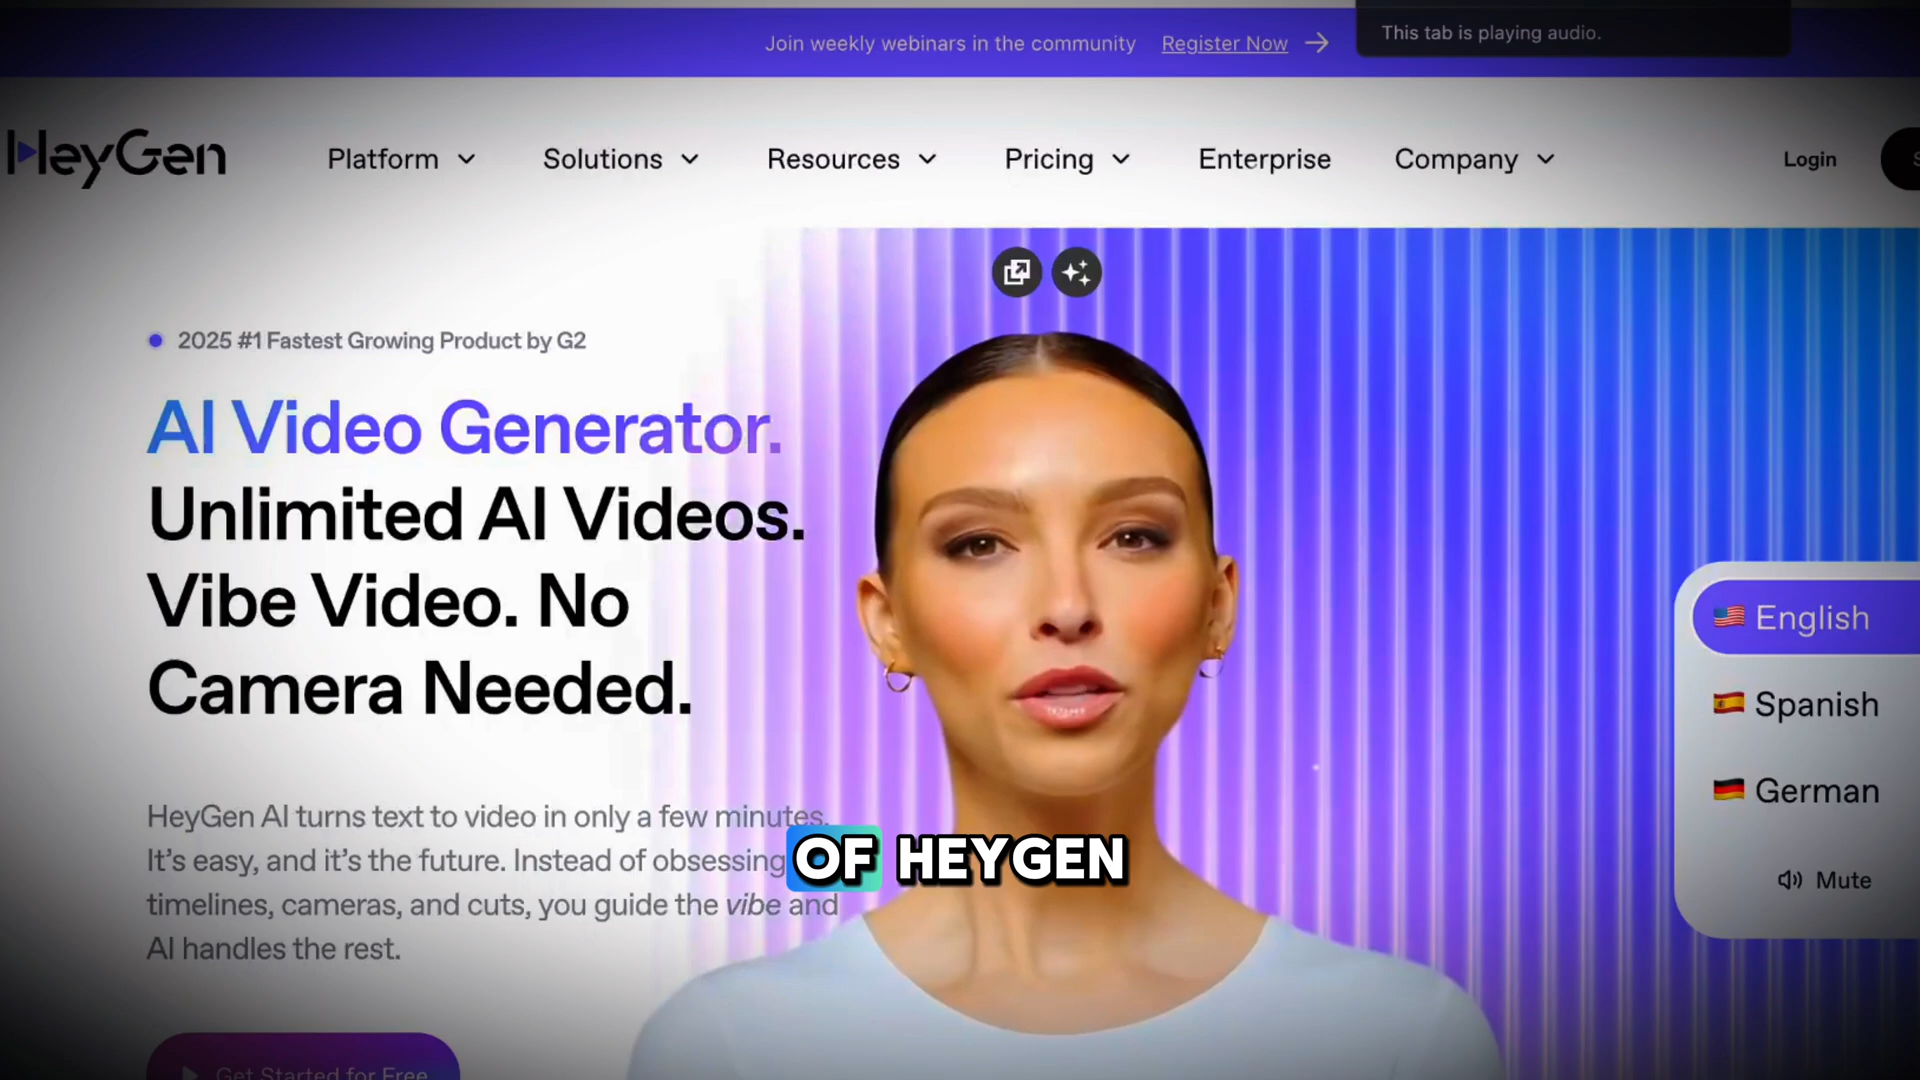 Join weekly webinars in the community Register Now →
This tab is playing audio.
HeyGen
Platform
Solutions
Resources
Pricing
Enterprise
Company
Login
2025 #1 Fastest Growing Product by G2
AI Video Generator.
Unlimited AI Videos.
Vibe Video. No
Camera Needed.
HeyGen AI turns text to video in only a few minutes.
It's easy, and it's the future. Instead of obsessing
timelines, cameras, and cuts, you guide the vibe and
AI handles the rest.
OF HEYGEN
Get Started for Free
English
Spanish
German
Mute